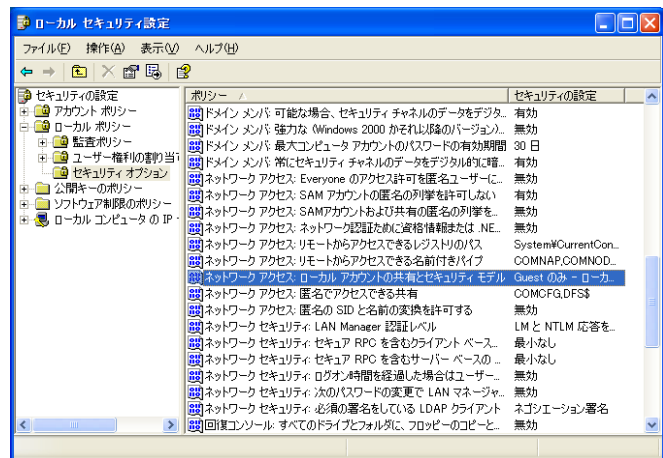 ローカル セキュリティ設定
ファイル(F) 操作(A) 表示(V) ヘルプ(H)
セキュリティの設定
アカウント ポリシー
ローカル ポリシー
監査ポリシー
ユーザー権利の割り当て
セキュリティ オプション
公開キーのポリシー
ソフトウェア制限のポリシー
ローカル コンピュータ の IP
ポリシー セキュリティの設定
ドメイン メンバ: 可能な場合、セキュリティ チャネルのデータをデジタ... 有効
ドメイン メンバ: 強力な (Windows 2000 かそれ以降のバージョン)... 無効
ドメイン メンバ: 最大コンピュータ アカウントのパスワードの有効期間 30 日
ドメイン メンバ: 常にセキュリティ チャネルのデータをデジタル的に暗... 有効
ネットワーク アクセス: Everyone のアクセス許可を匿名ユーザーに... 無効
ネットワーク アクセス: SAM アカウントの匿名の列挙を許可しない 有効
ネットワーク アクセス: SAMアカウントおよび共有の匿名の列挙を... 無効
ネットワーク アクセス: ネットワーク認証ために資格情報または .NE... 無効
ネットワーク アクセス: リモートからアクセスできるレジストリのパス System¥CurrentCon...
ネットワーク アクセス: リモートからアクセスできる名前付きパイプ COMNAP,COMNOD...
ネットワーク アクセス: ローカル アカウントの共有とセキュリティ モデル Guest のみ - ローカ...
ネットワーク アクセス: 匿名でアクセスできる共有 COMCFG,DFS$
ネットワーク アクセス: 匿名の SID と名前の変換を許可する 無効
ネットワーク セキュリティ: LAN Manager 認証レベル LM と NTLM 応答を...
ネットワーク セキュリティ: セキュア RPC を含むクライアント ベース... 最小なし
ネットワーク セキュリティ: セキュア RPC を含むサーバー ベースの ... 最小なし
ネットワーク セキュリティ: ログオン時間を経過した場合はユーザー... 無効
ネットワーク セキュリティ: 次のパスワードの変更で LAN マネージャ... 無効
ネットワーク セキュリティ: 必須の署名をしている LDAP クライアント ネゴシエーション署名
回復コンソール: すべてのドライブとフォルダに、フロッピーのコピーと... 無効